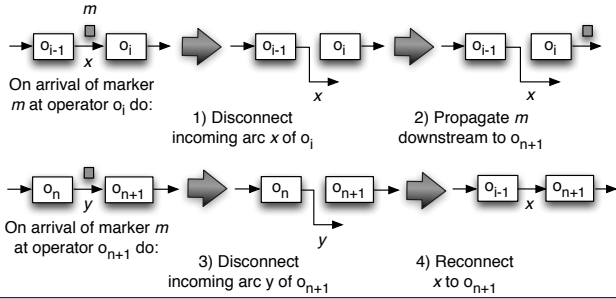 m
o_{i-1} o_i o_{i-1} o_i o_{i-1} o_i
x
On arrival of marker
m at operator o_i do:
x
1) Disconnect
incoming arc x of o_i
x
2) Propagate m
downstream to o_{n+1}
o_n o_{n+1} o_n o_{n+1} o_{i-1} o_{n+1}
y
On arrival of marker m
at operator o_{n+1} do:
y
3) Disconnect
incoming arc y of o_{n+1}
x
4) Reconnect
x to o_{n+1}